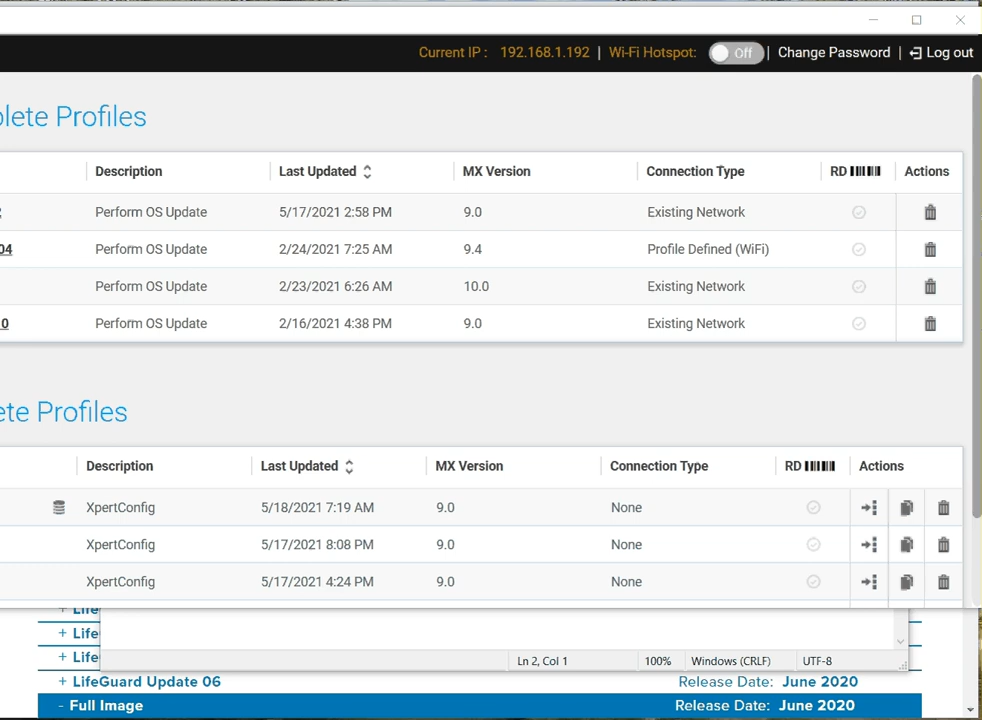 Current IP : 192.168.1.192 | Wi-Fi Hotspot: Off | Change Password | Log out
plete Profiles
Description Last Updated MX Version Connection Type RD Actions
Perform OS Update 5/17/2021 2:58 PM 9.0 Existing Network
04 Perform OS Update 2/24/2021 7:25 AM 9.4 Profile Defined (WiFi)
Perform OS Update 2/23/2021 6:26 AM 10.0 Existing Network
0 Perform OS Update 2/16/2021 4:38 PM 9.0 Existing Network
ete Profiles
Description Last Updated MX Version Connection Type RD Actions
XpertConfig 5/18/2021 7:19 AM 9.0 None
XpertConfig 5/17/2021 8:08 PM 9.0 None
XpertConfig 5/17/2021 4:24 PM 9.0 None
+ Life
+ Life
+ Life
Ln 2, Col 1 100% Windows (CRLF) UTF-8
+ LifeGuard Update 06 Release Date: June 2020
- Full Image Release Date: June 2020